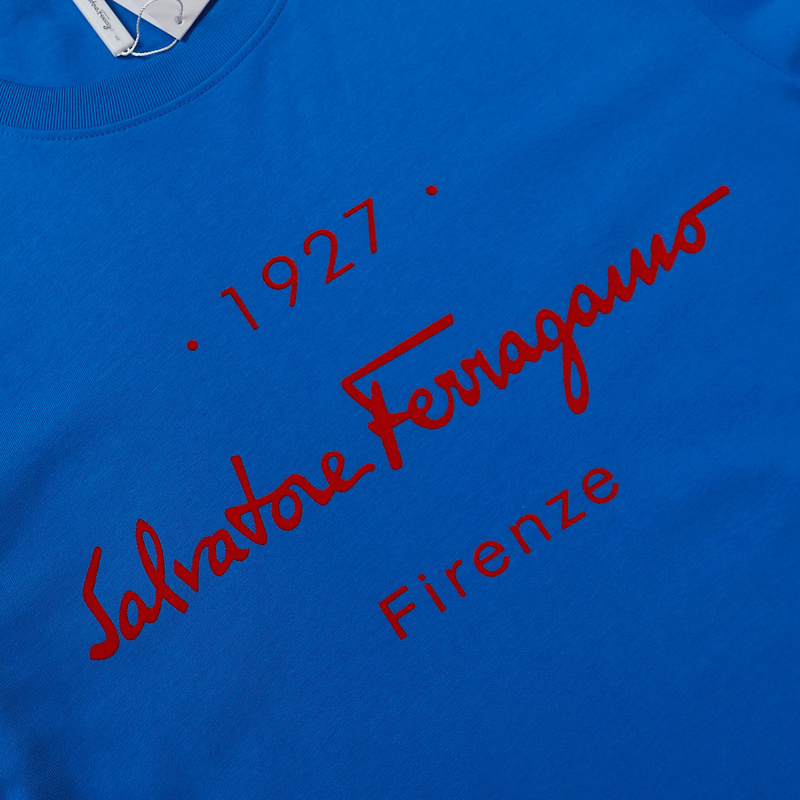 · 1927 ·
Salvatore Ferragamo
Firenze